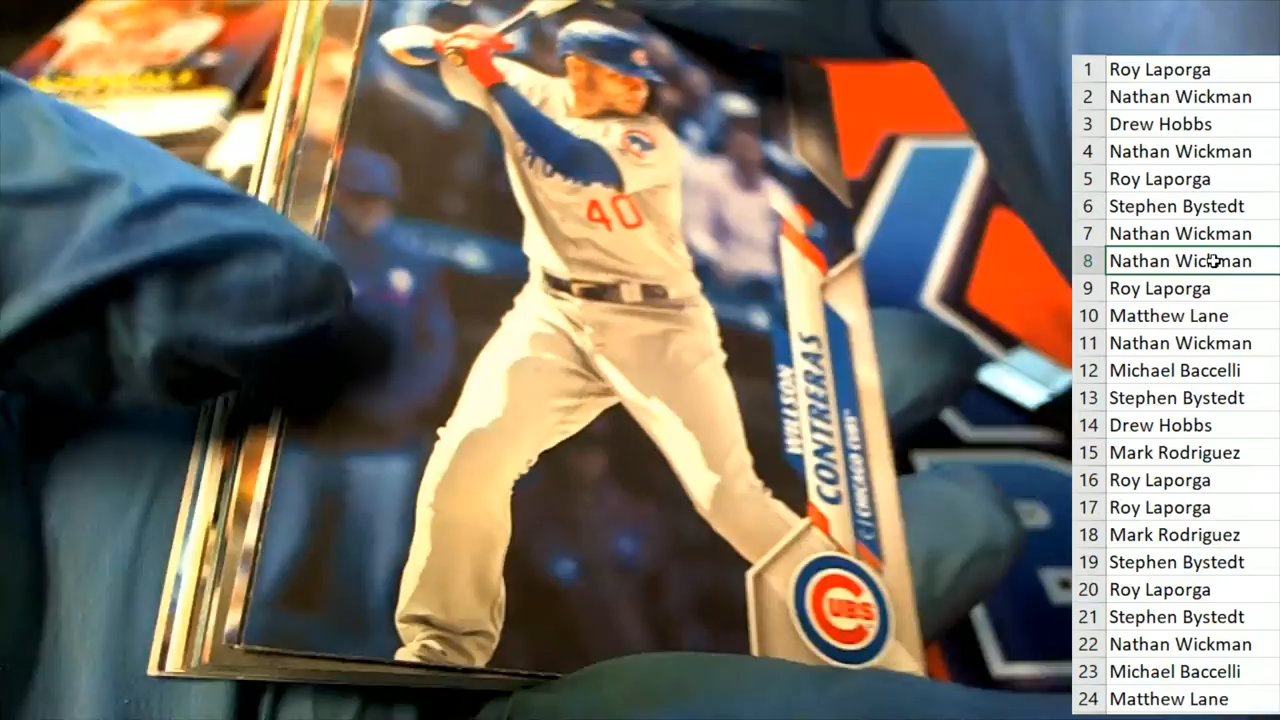 40
WILLSON
CONTRERAS
C | CHICAGO CUBS
CUBS
1 Roy Laporga
2 Nathan Wickman
3 Drew Hobbs
4 Nathan Wickman
5 Roy Laporga
6 Stephen Bystedt
7 Nathan Wickman
8 Nathan Wickman
9 Roy Laporga
10 Matthew Lane
11 Nathan Wickman
12 Michael Baccelli
13 Stephen Bystedt
14 Drew Hobbs
15 Mark Rodriguez
16 Roy Laporga
17 Roy Laporga
18 Mark Rodriguez
19 Stephen Bystedt
20 Roy Laporga
21 Stephen Bystedt
22 Nathan Wickman
23 Michael Baccelli
24 Matthew Lane